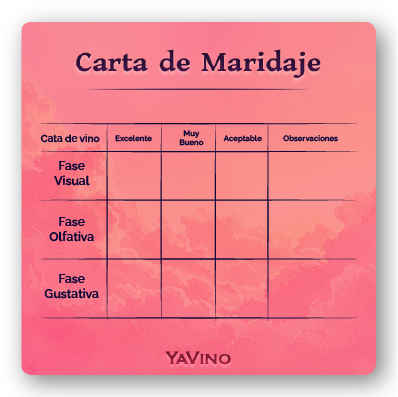 Carta de Maridaje
Cata de vino Excelente Muy Bueno Aceptable Observaciones
Fase
Visual
Fase
Olfativa
Fase
Gustativa
YAVINO